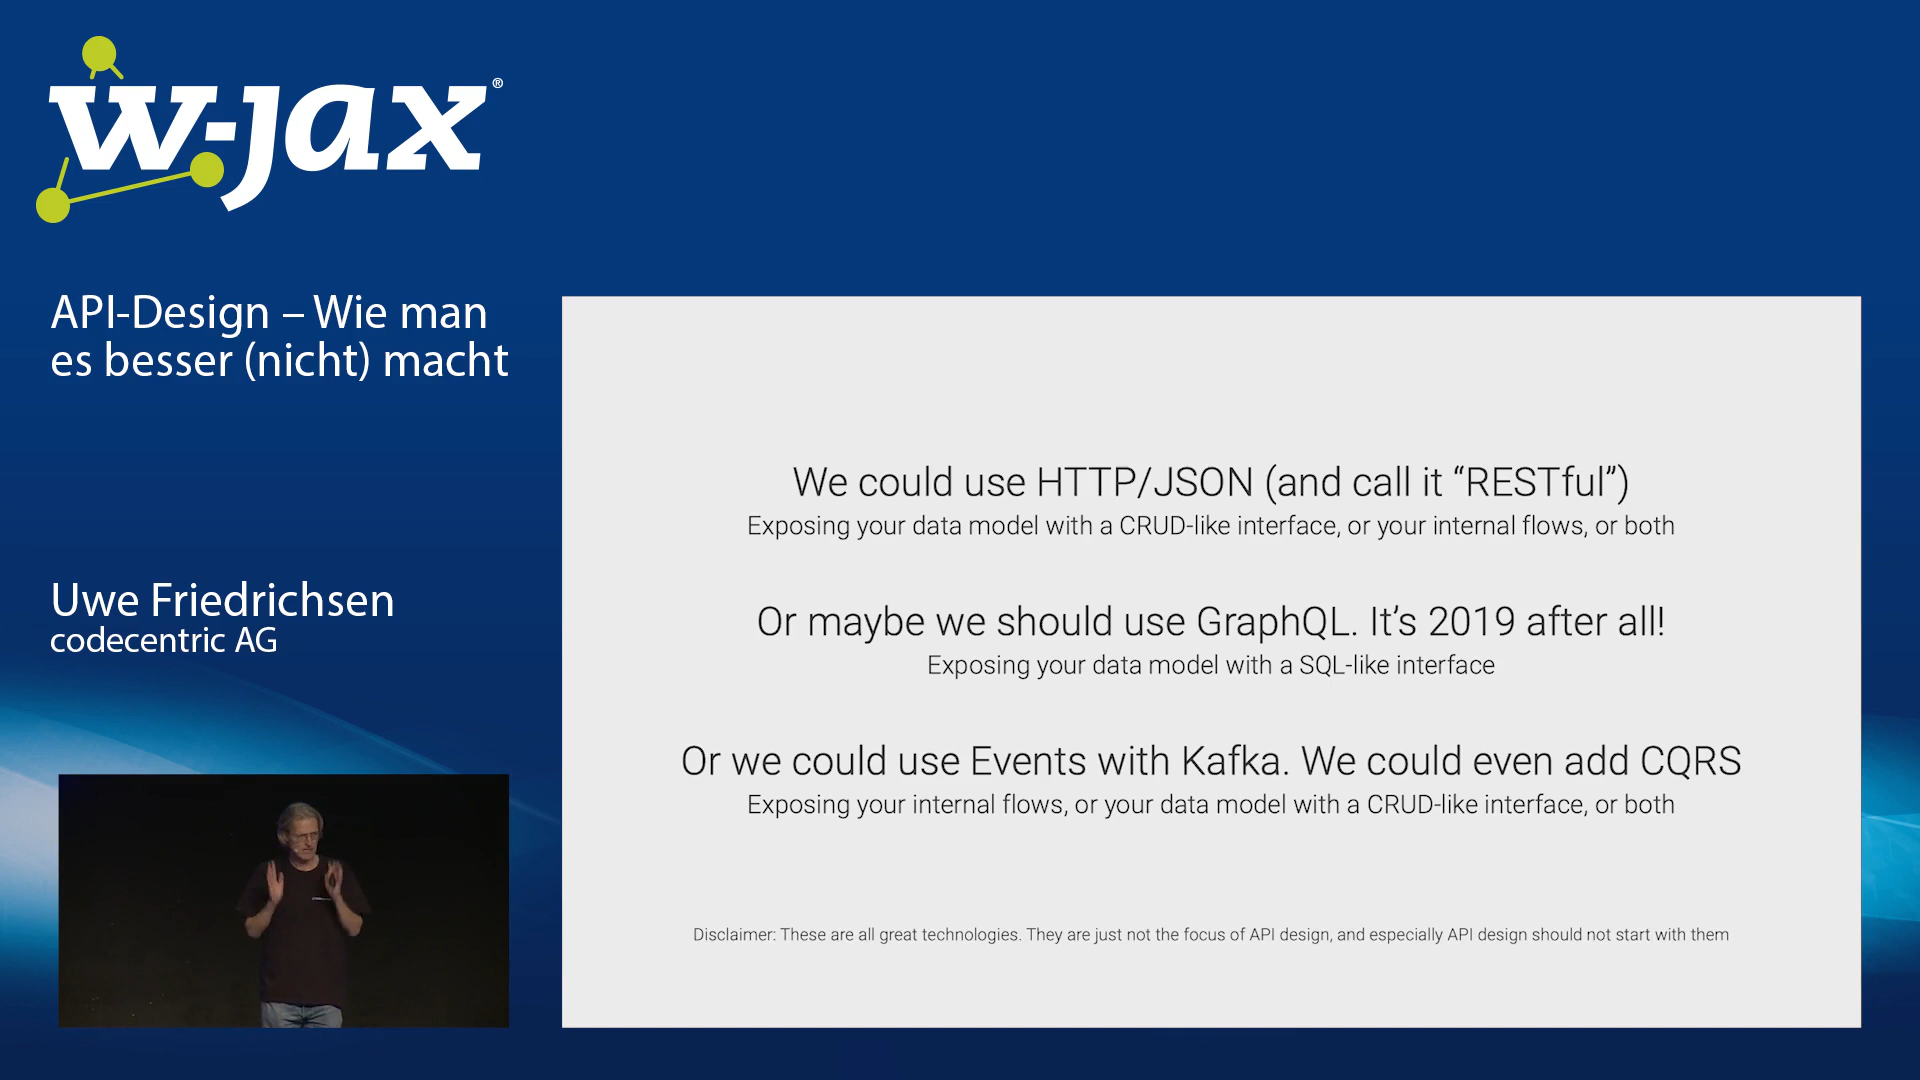 w-jax®
API-Design – Wie man
es besser (nicht) macht
Uwe Friedrichsen
codecentric AG
We could use HTTP/JSON (and call it “RESTful”)
Exposing your data model with a CRUD-like interface, or your internal flows, or both
Or maybe we should use GraphQL. It’s 2019 after all!
Exposing your data model with a SQL-like interface
Or we could use Events with Kafka. We could even add CQRS
Exposing your internal flows, or your data model with a CRUD-like interface, or both
Disclaimer: These are all great technologies. They are just not the focus of API design, and especially API design should not start with them